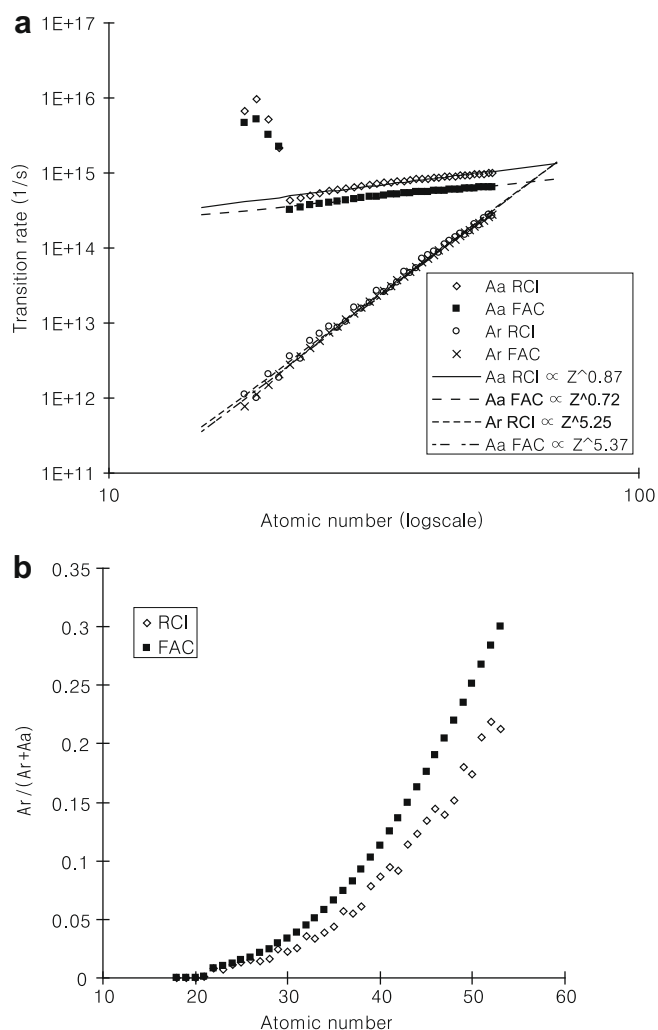 a
1E+17
1E+16
1E+15
1E+14
1E+13
1E+12
1E+11
Transition rate (1/s)
Aa RCI
Aa FAC
Ar RCI
Ar FAC
Aa RCI ∝ Z^0.87
Aa FAC ∝ Z^0.72
Ar RCI ∝ Z^5.25
Aa FAC ∝ Z^5.37
10
100
Atomic number (logscale)
b
0.35
0.3
0.25
0.2
0.15
0.1
0.05
0
Ar/(Ar+Aa)
RCI
FAC
10
20
30
40
50
60
Atomic number